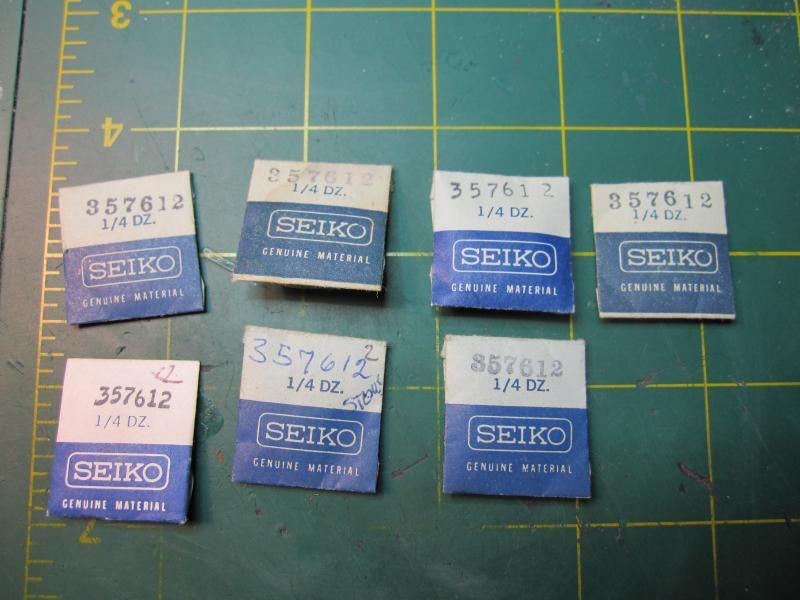 3
4
357612
1/4 DZ.
SEIKO
GENUINE MATERIAL
357612
1/4 DZ.
SEIKO
GENUINE MATERIAL
357612
1/4 DZ.
SEIKO
GENUINE MATERIAL
357612
1/4 DZ.
SEIKO
GENUINE MATERIAL
357612
1/4 DZ.
SEIKO
GENUINE MATERIAL
357612 2
1/4 DZ.
SEIKO
GENUINE MATERIAL
357612
1/4 DZ.
SEIKO
GENUINE MATERIAL
7